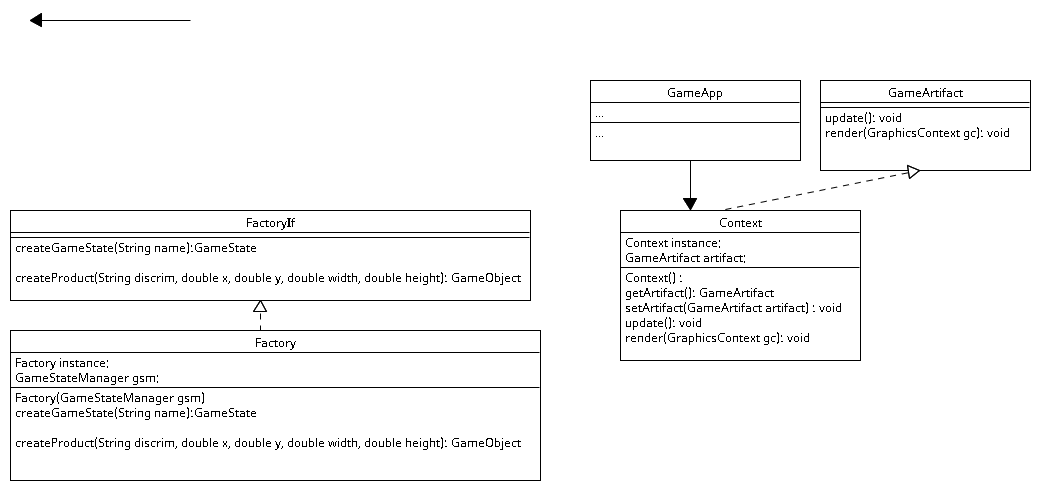 GameApp
...
...
GameArtifact
update(): void
render(GraphicsContext gc): void
FactoryIf
createGameState(String name):GameState
createProduct(String discrim, double x, double y, double width, double height): GameObject
Context
Context instance;
GameArtifact artifact;
Context() :
getArtifact(): GameArtifact
setArtifact(GameArtifact artifact) : void
update(): void
render(GraphicsContext gc): void
Factory
Factory instance;
GameStateManager gsm;
Factory(GameStateManager gsm)
createGameState(String name):GameState
createProduct(String discrim, double x, double y, double width, double height): GameObject